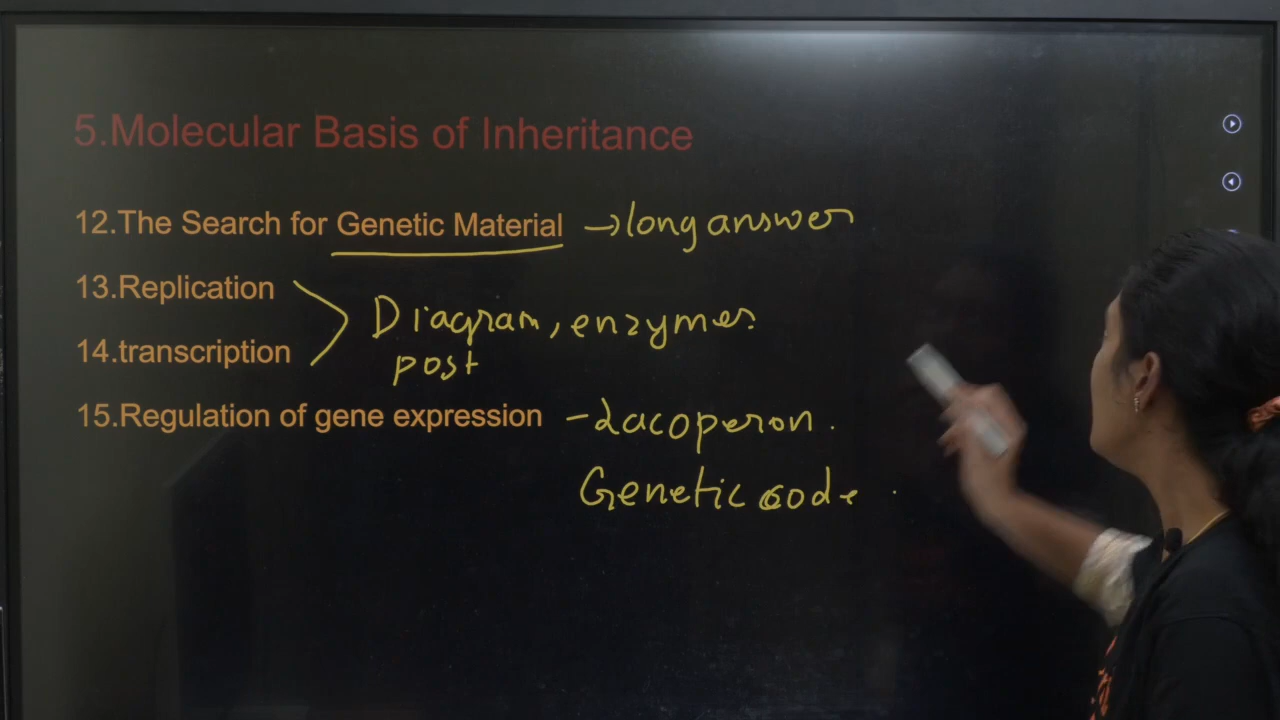 5.Molecular Basis of Inheritance
12.The Search for Genetic Material → long answer
13.Replication
Diagram, enzymes.
14.transcription
post
15.Regulation of gene expression - Lacoperon.
Genetic code .